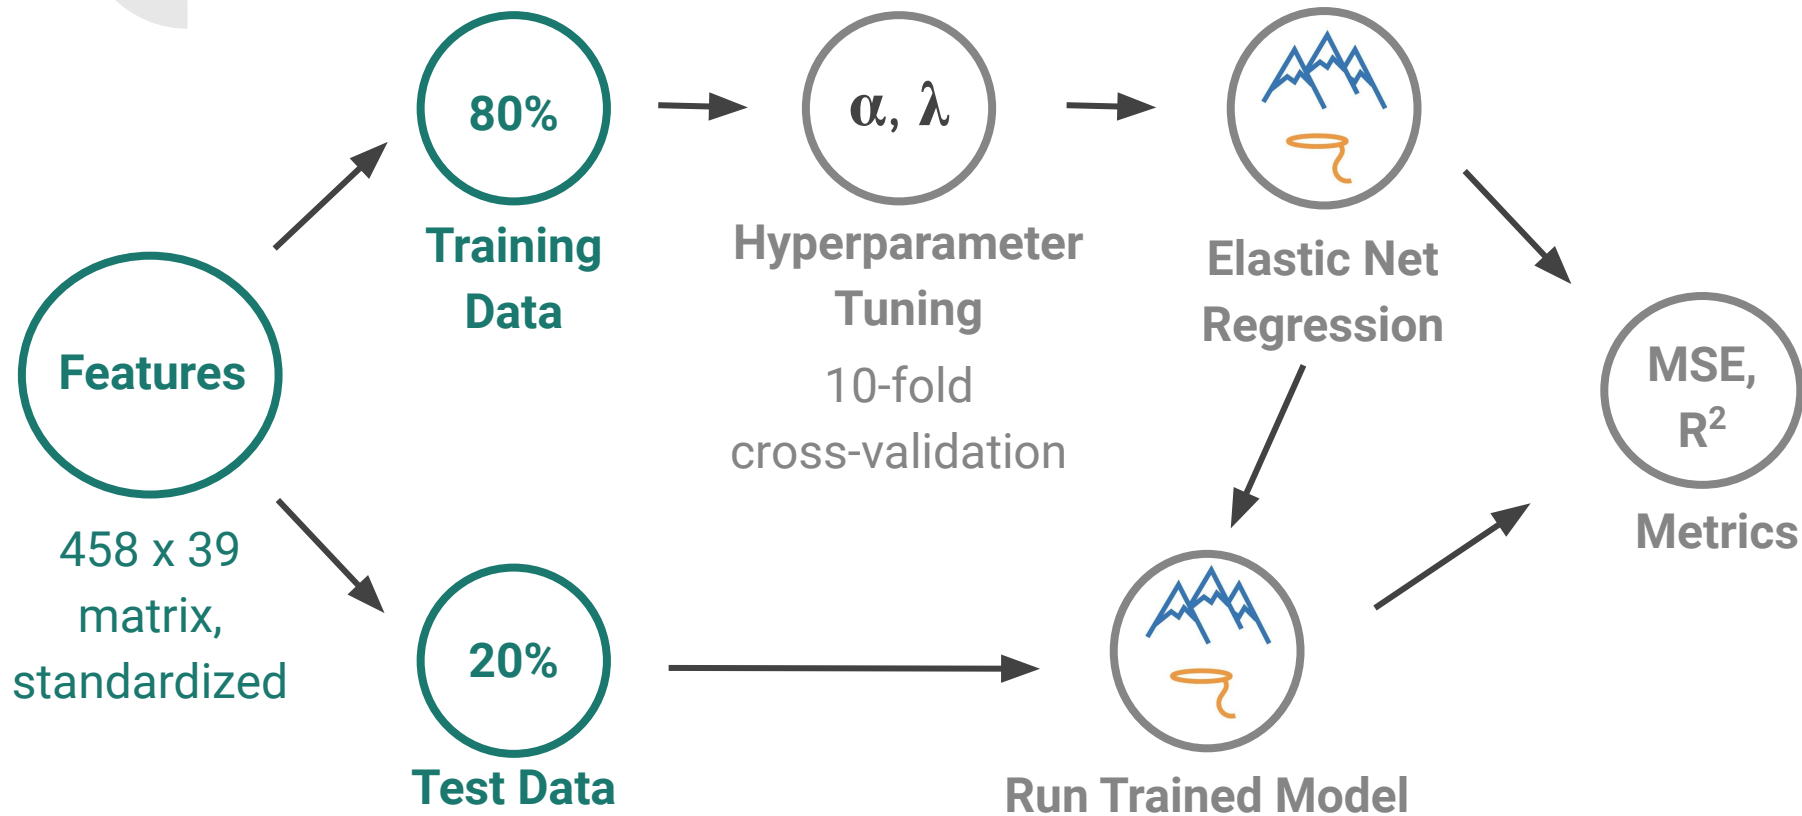 Features
458 x 39
matrix,
standardized
80%
Training
Data
20%
Test Data
α, λ
Hyperparameter
Tuning
10-fold
cross-validation
Elastic Net
Regression
Run Trained Model
MSE,
R²
Metrics